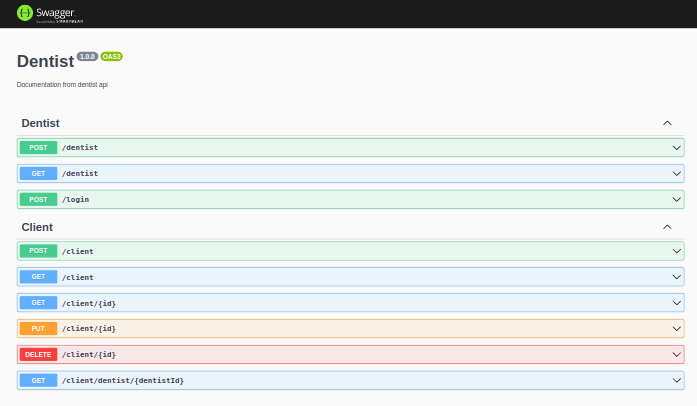 Swagger
Supported by SMARTBEAR
Dentist 1.0.0 OAS3
Documentation from dentist api
Dentist
POST /dentist
GET /dentist
POST /login
Client
POST /client
GET /client
GET /client/{id}
PUT /client/{id}
DELETE /client/{id}
GET /client/dentist/{dentistId}